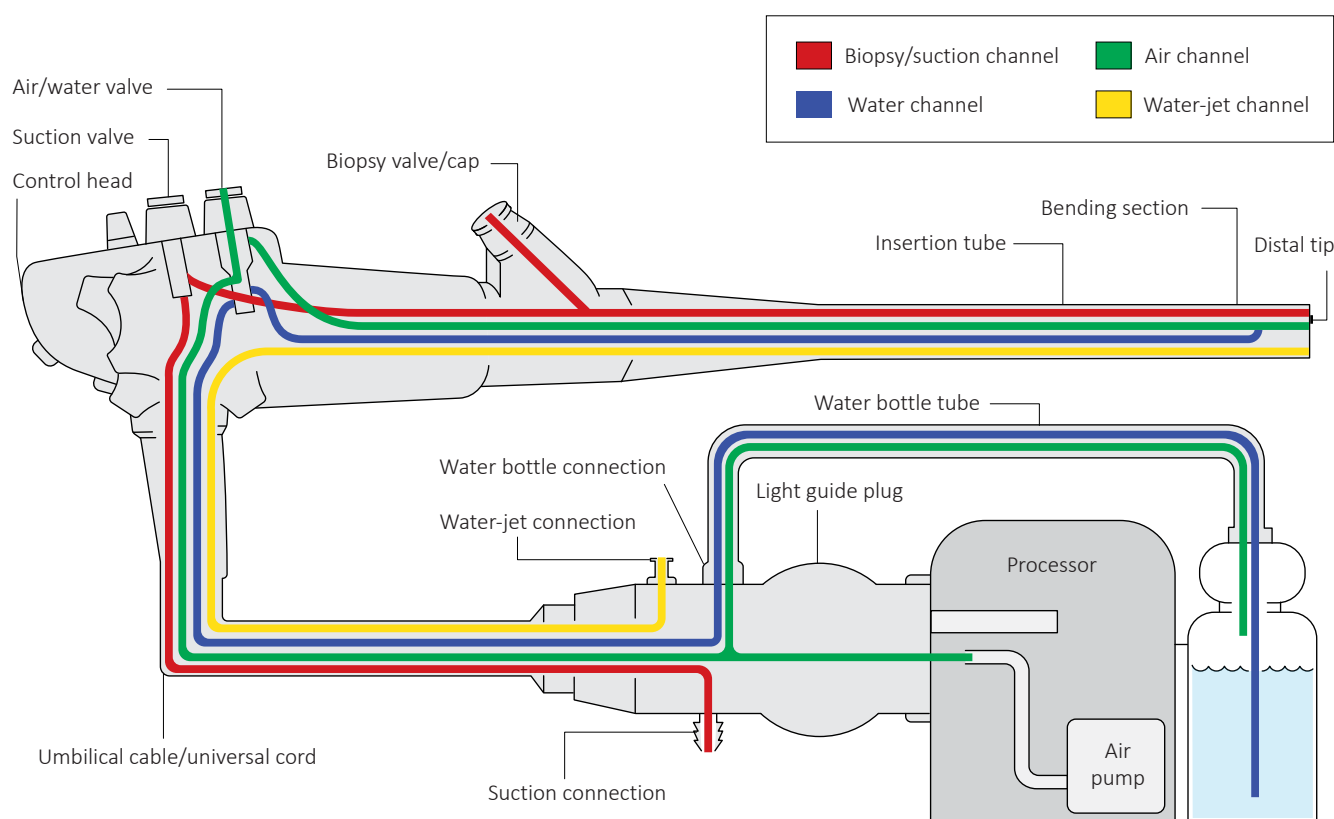 Biopsy/suction channel
Air channel
Water channel
Water-jet channel
Air/water valve
Suction valve
Control head
Biopsy valve/cap
Bending section
Insertion tube
Distal tip
Water bottle tube
Water bottle connection
Light guide plug
Water-jet connection
Processor
Air
pump
Umbilical cable/universal cord
Suction connection